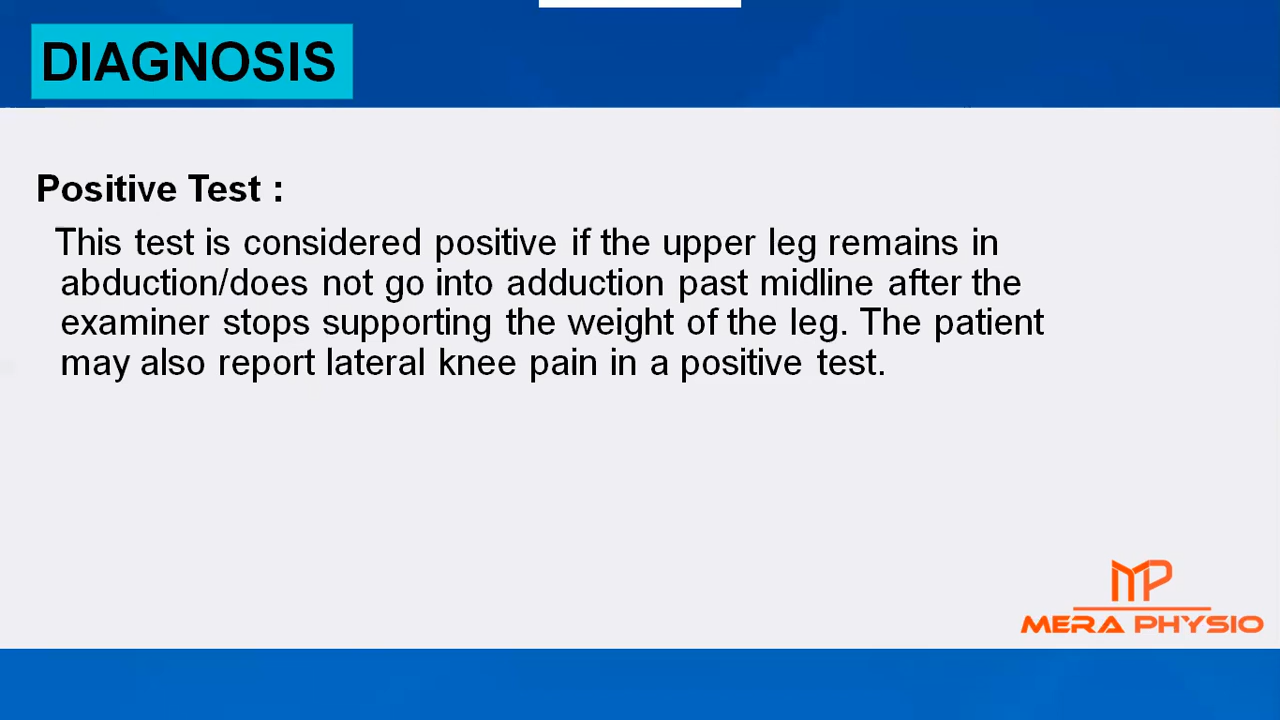 DIAGNOSIS
Positive Test :
This test is considered positive if the upper leg remains in
abduction/does not go into adduction past midline after the
examiner stops supporting the weight of the leg. The patient
may also report lateral knee pain in a positive test.
MP
MERA PHYSIO